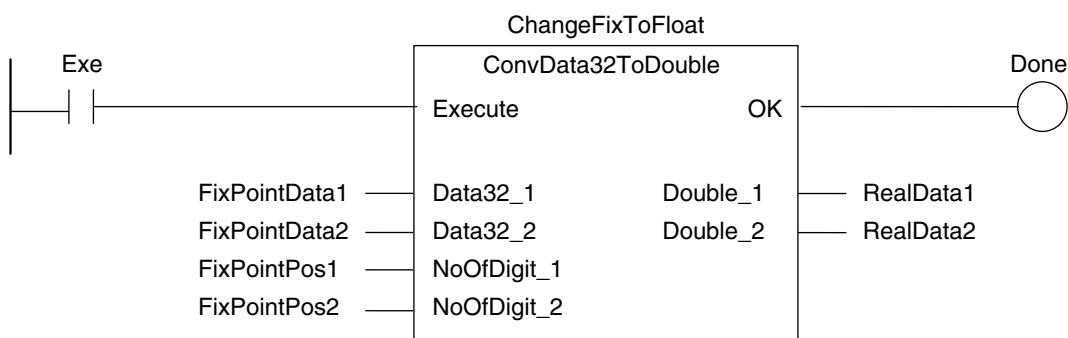 ChangeFixToFloat
Exe
ConvData32ToDouble
Done
Execute OK
FixPointData1 Data32_1 Double_1 RealData1
FixPointData2 Data32_2 Double_2 RealData2
FixPointPos1 NoOfDigit_1
FixPointPos2 NoOfDigit_2